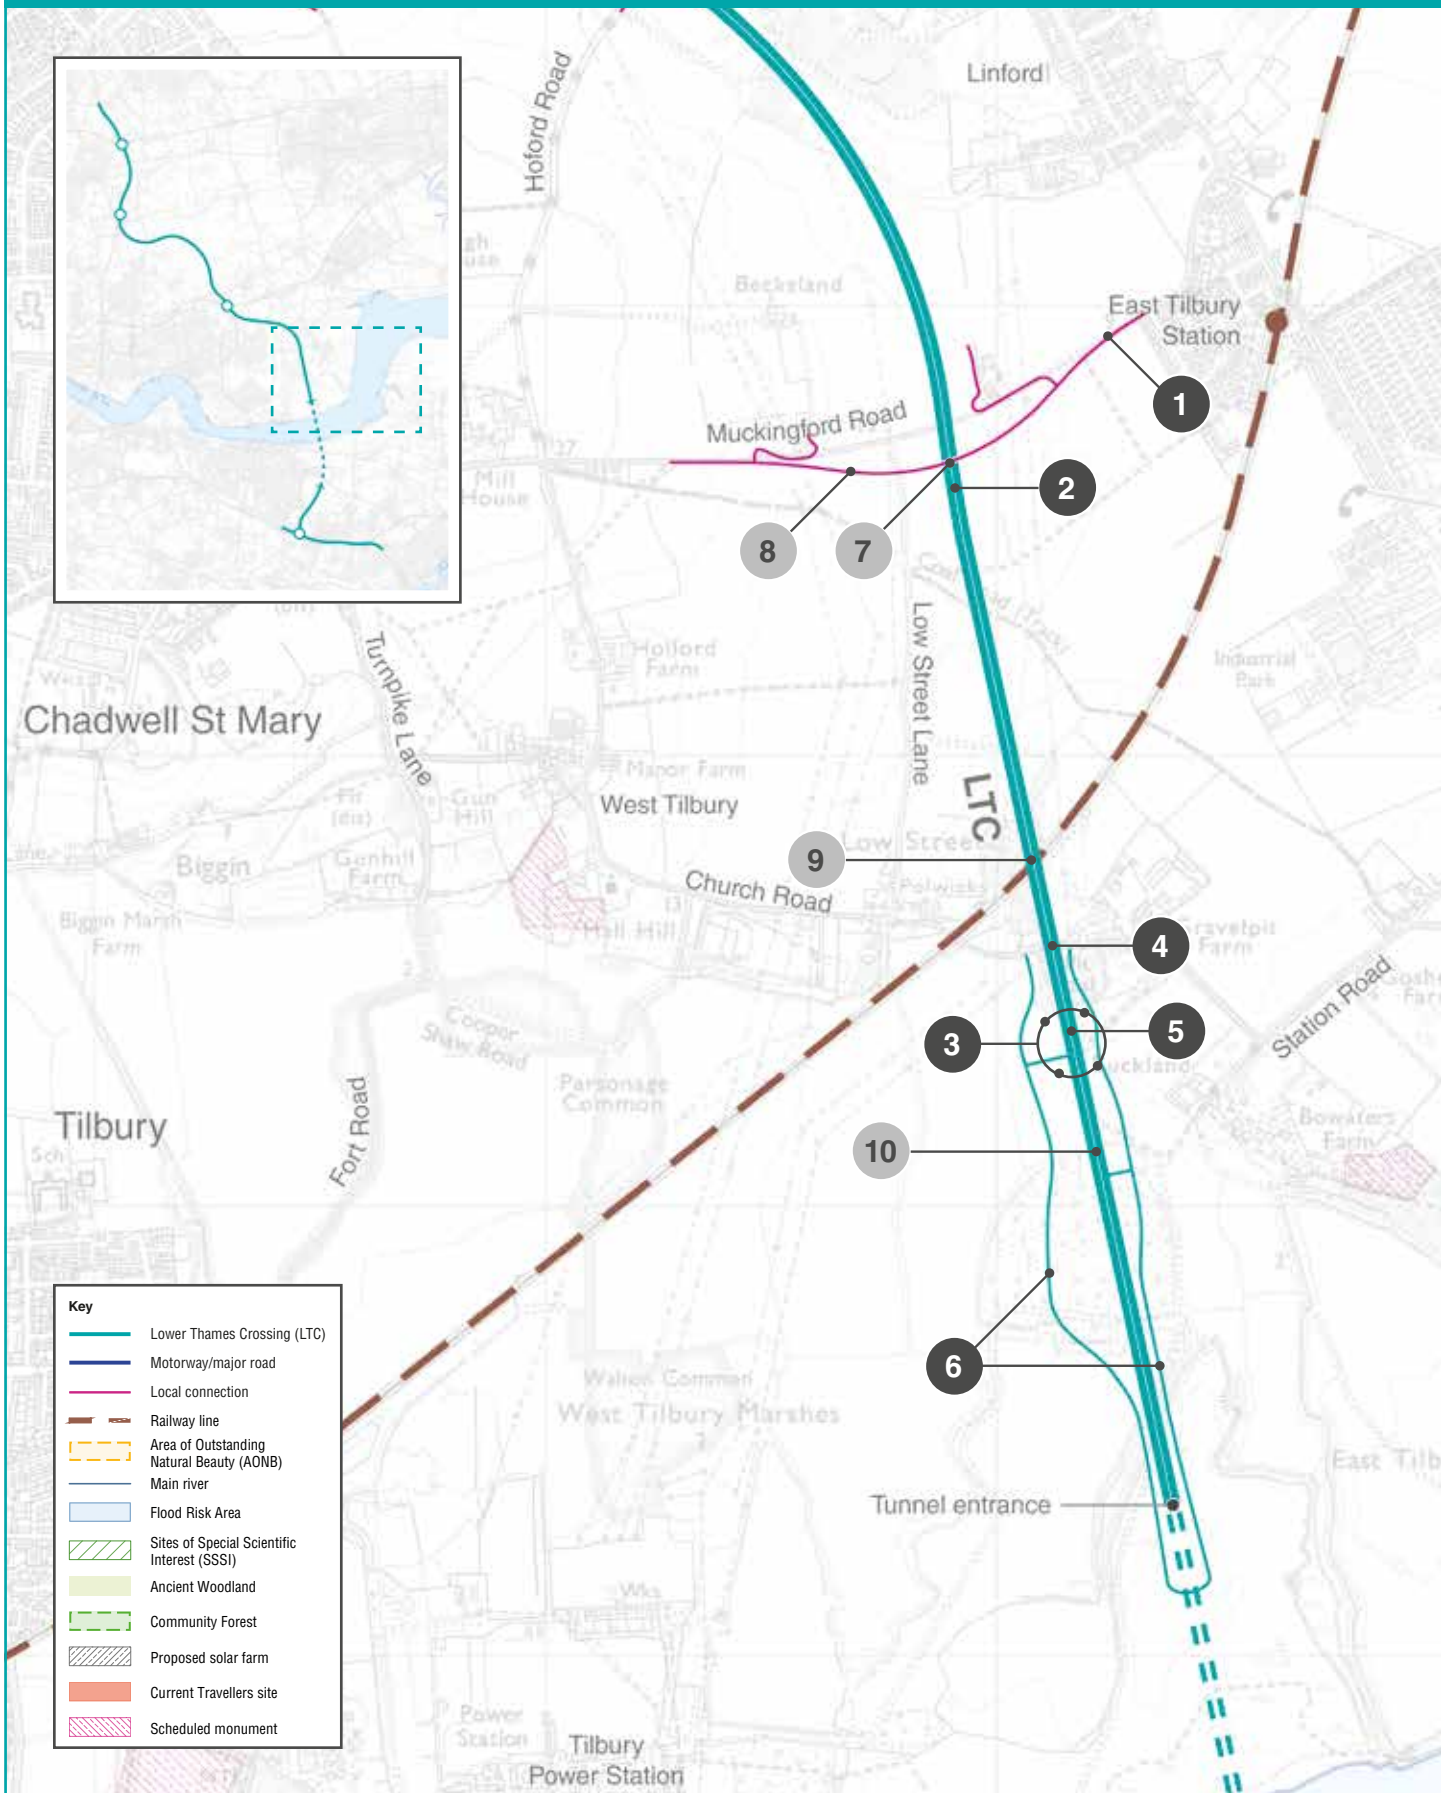 Linford
Hoford Road
Beckeland
East Tilbury
Station
1
Muckingford Road
Mill
House
2
8
7
Low Street Lane
Turnpike Lane
Holford
Farm
Industrial
Park
Chadwell St Mary
Manor Farm
West Tilbury
LTC
Gun
Hill
Biggin
Gunhill
Farm
Low Street
9
Church Road
Polwicks
Biggin Marsh
Farm
Hall Hill
4
Gravelpit
Farm
Station Road
Cooper
Shaw Road
3
5
Parsonage
Common
Fort Road
Tilbury
Sch
Bowaters
Farm
10
6
Walton Common
West Tilbury Marshes
East Tilb
Tunnel entrance
Wks
Power
Station
Tilbury
Power Station
Key
Lower Thames Crossing (LTC)
Motorway/major road
Local connection
Railway line
Area of Outstanding
Natural Beauty (AONB)
Main river
Flood Risk Area
Sites of Special Scientific
Interest (SSSI)
Ancient Woodland
Community Forest
Proposed solar farm
Current Travellers site
Scheduled monument